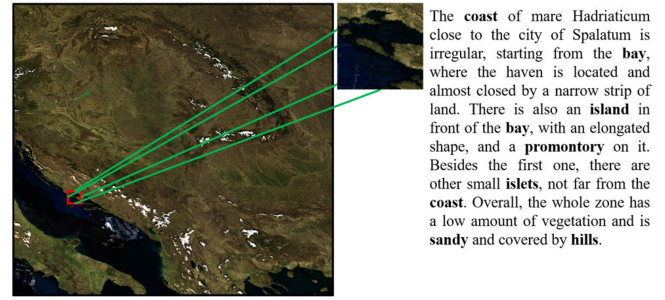 The coast of mare Hadriaticum
close to the city of Spalatum is
irregular, starting from the bay,
where the haven is located and
almost closed by a narrow strip of
land. There is also an island in
front of the bay, with an elongated
shape, and a promontory on it.
Besides the first one, there are
other small islets, not far from the
coast. Overall, the whole zone has
a low amount of vegetation and is
sandy and covered by hills.